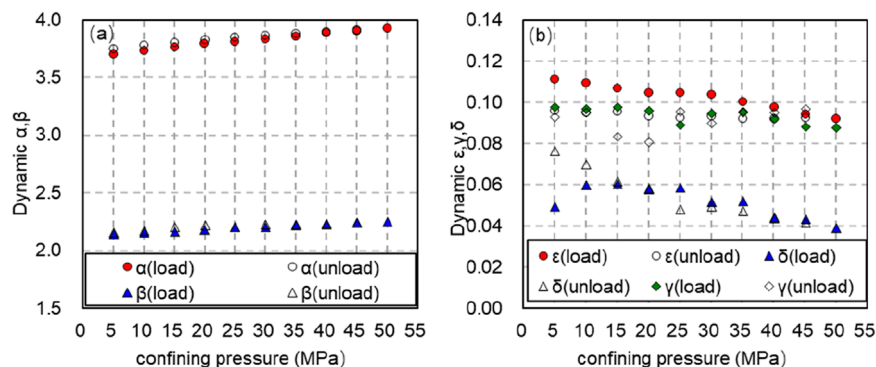 (a)
4.0
3.5
3.0
2.5
2.0
1.5
Dynamic α,β
α(load) α(unload)
β(load) β(unload)
0 5 10 15 20 25 30 35 40 45 50
confining pressure (MPa)
(b)
0.14
0.12
0.10
0.08
0.06
0.04
0.02
0.00
Dynamic ε,γ,δ
ε(load) ε(unload) δ(load)
δ(unload) γ(load) γ(unload)
0 5 10 15 20 25 30 35 40 45 50
confining pressure (MPa)